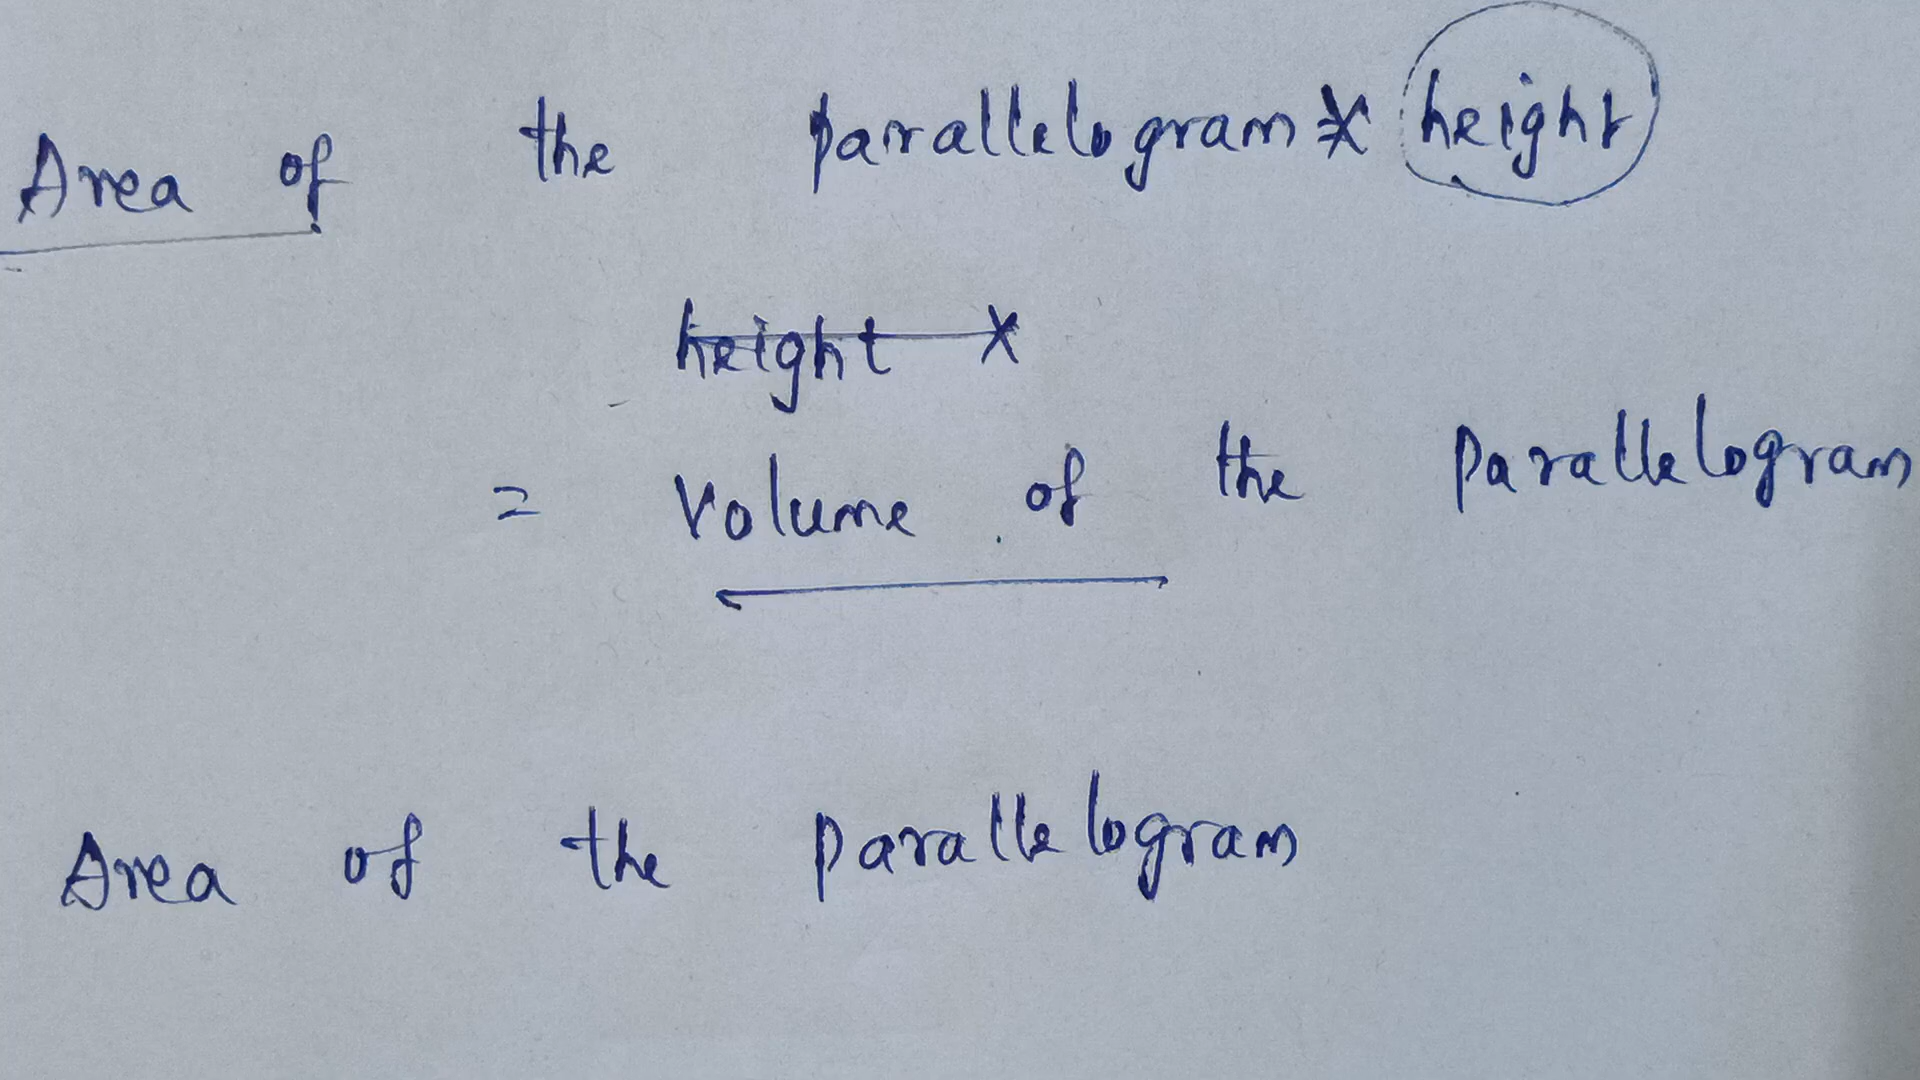 Area of the parallelogram * height
height x
= Volume of the parallelogram
Area of the parallelogram